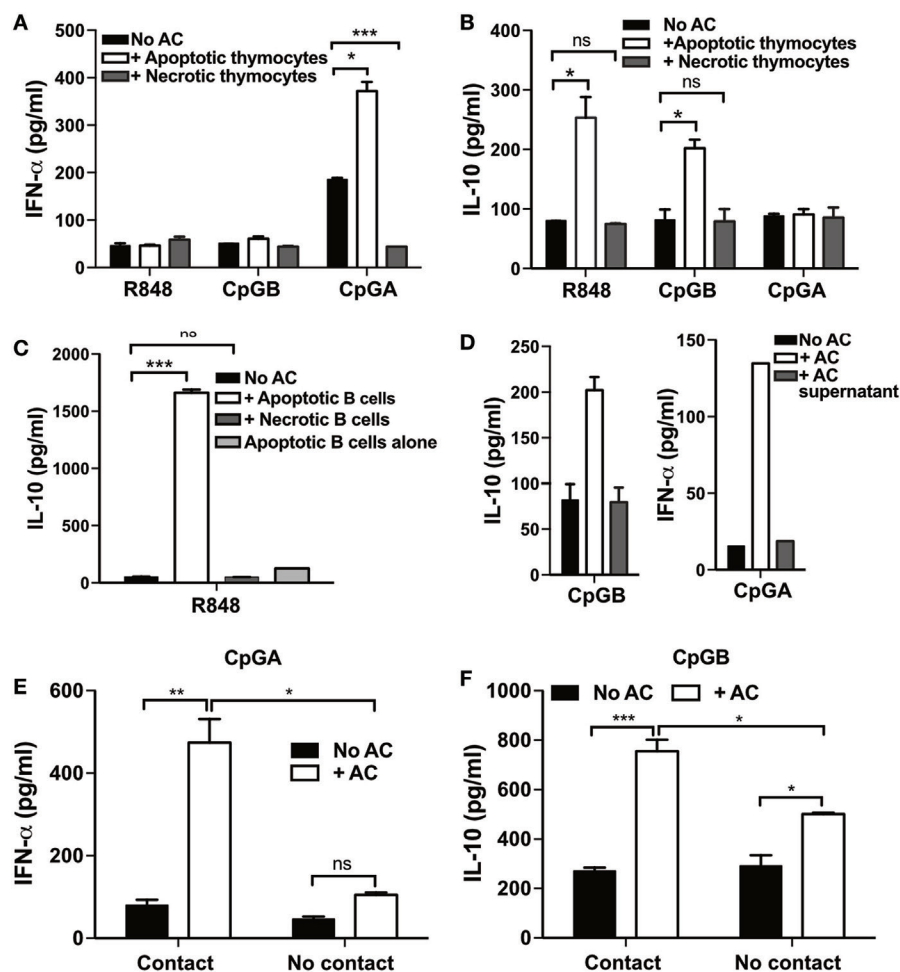 A
IFN-α (pg/ml)
500
400
300
200
100
0
No AC
+ Apoptotic thymocytes
+ Necrotic thymocytes
***
*
R848 CpGB CpGA
B
IL-10 (pg/ml)
400
300
200
100
0
No AC
+Apoptotic thymocytes
+ Necrotic thymocytes
ns
*
ns
*
R848 CpGB CpGA
C
IL-10 (pg/ml)
2000
1500
1000
500
0
ns
***
No AC
+ Apoptotic B cells
+ Necrotic B cells
Apoptotic B cells alone
R848
D
IL-10 (pg/ml)
250
200
150
100
50
0
CpGB
IFN-α (pg/ml)
150
100
50
0
No AC
+ AC
+ AC
supernatant
CpGA
CpGA
E
IFN-α (pg/ml)
600
400
200
0
**
*
No AC
+ AC
ns
Contact No contact
CpGB
F
IL-10 (pg/ml)
1000
800
600
400
200
0
No AC + AC
***
*
*
Contact No contact